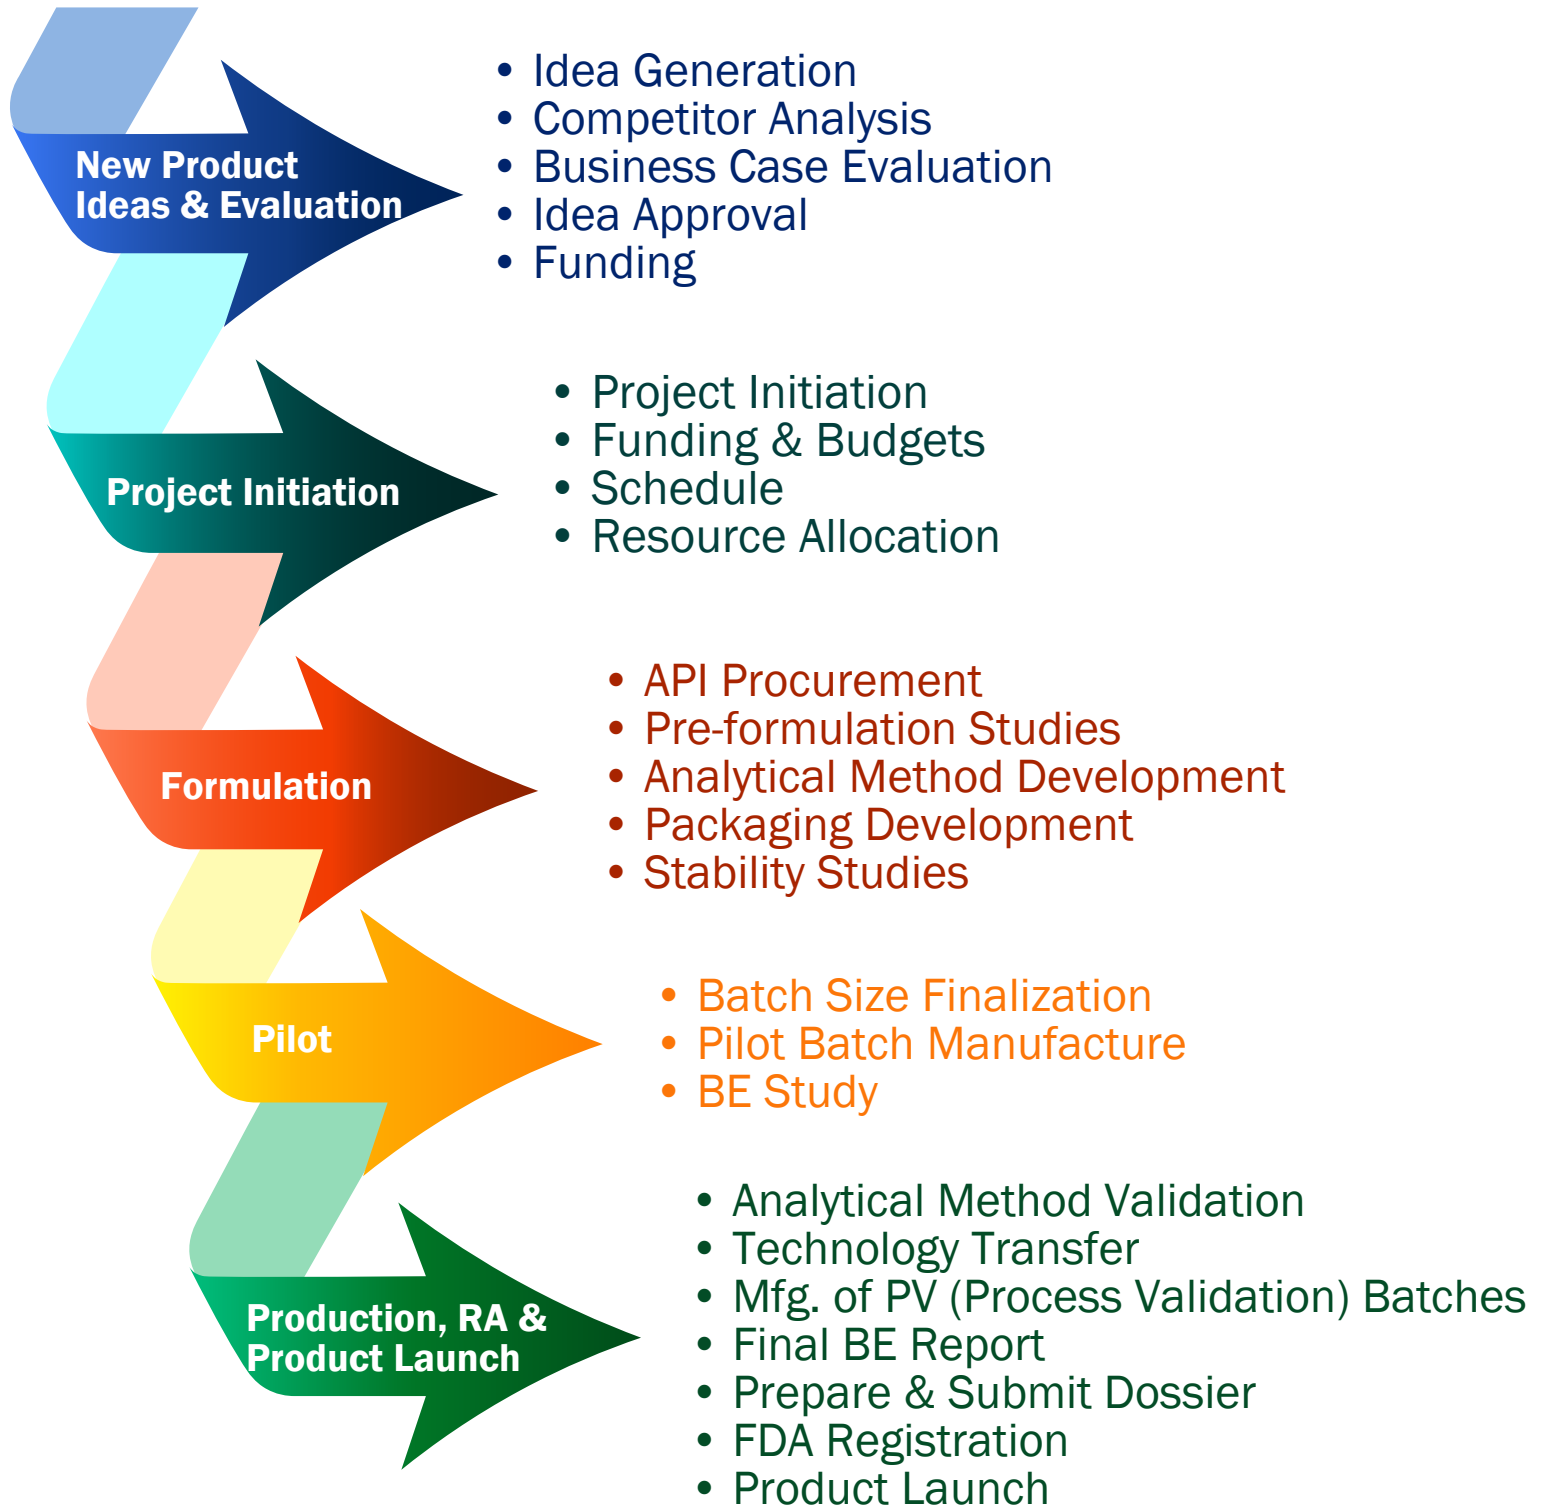 New Product
Ideas & Evaluation
• Idea Generation
• Competitor Analysis
• Business Case Evaluation
• Idea Approval
• Funding
Project Initiation
• Project Initiation
• Funding & Budgets
• Schedule
• Resource Allocation
Formulation
• API Procurement
• Pre-formulation Studies
• Analytical Method Development
• Packaging Development
• Stability Studies
Pilot
• Batch Size Finalization
• Pilot Batch Manufacture
• BE Study
Production, RA &
Product Launch
• Analytical Method Validation
• Technology Transfer
• Mfg. of PV (Process Validation) Batches
• Final BE Report
• Prepare & Submit Dossier
• FDA Registration
• Product Launch